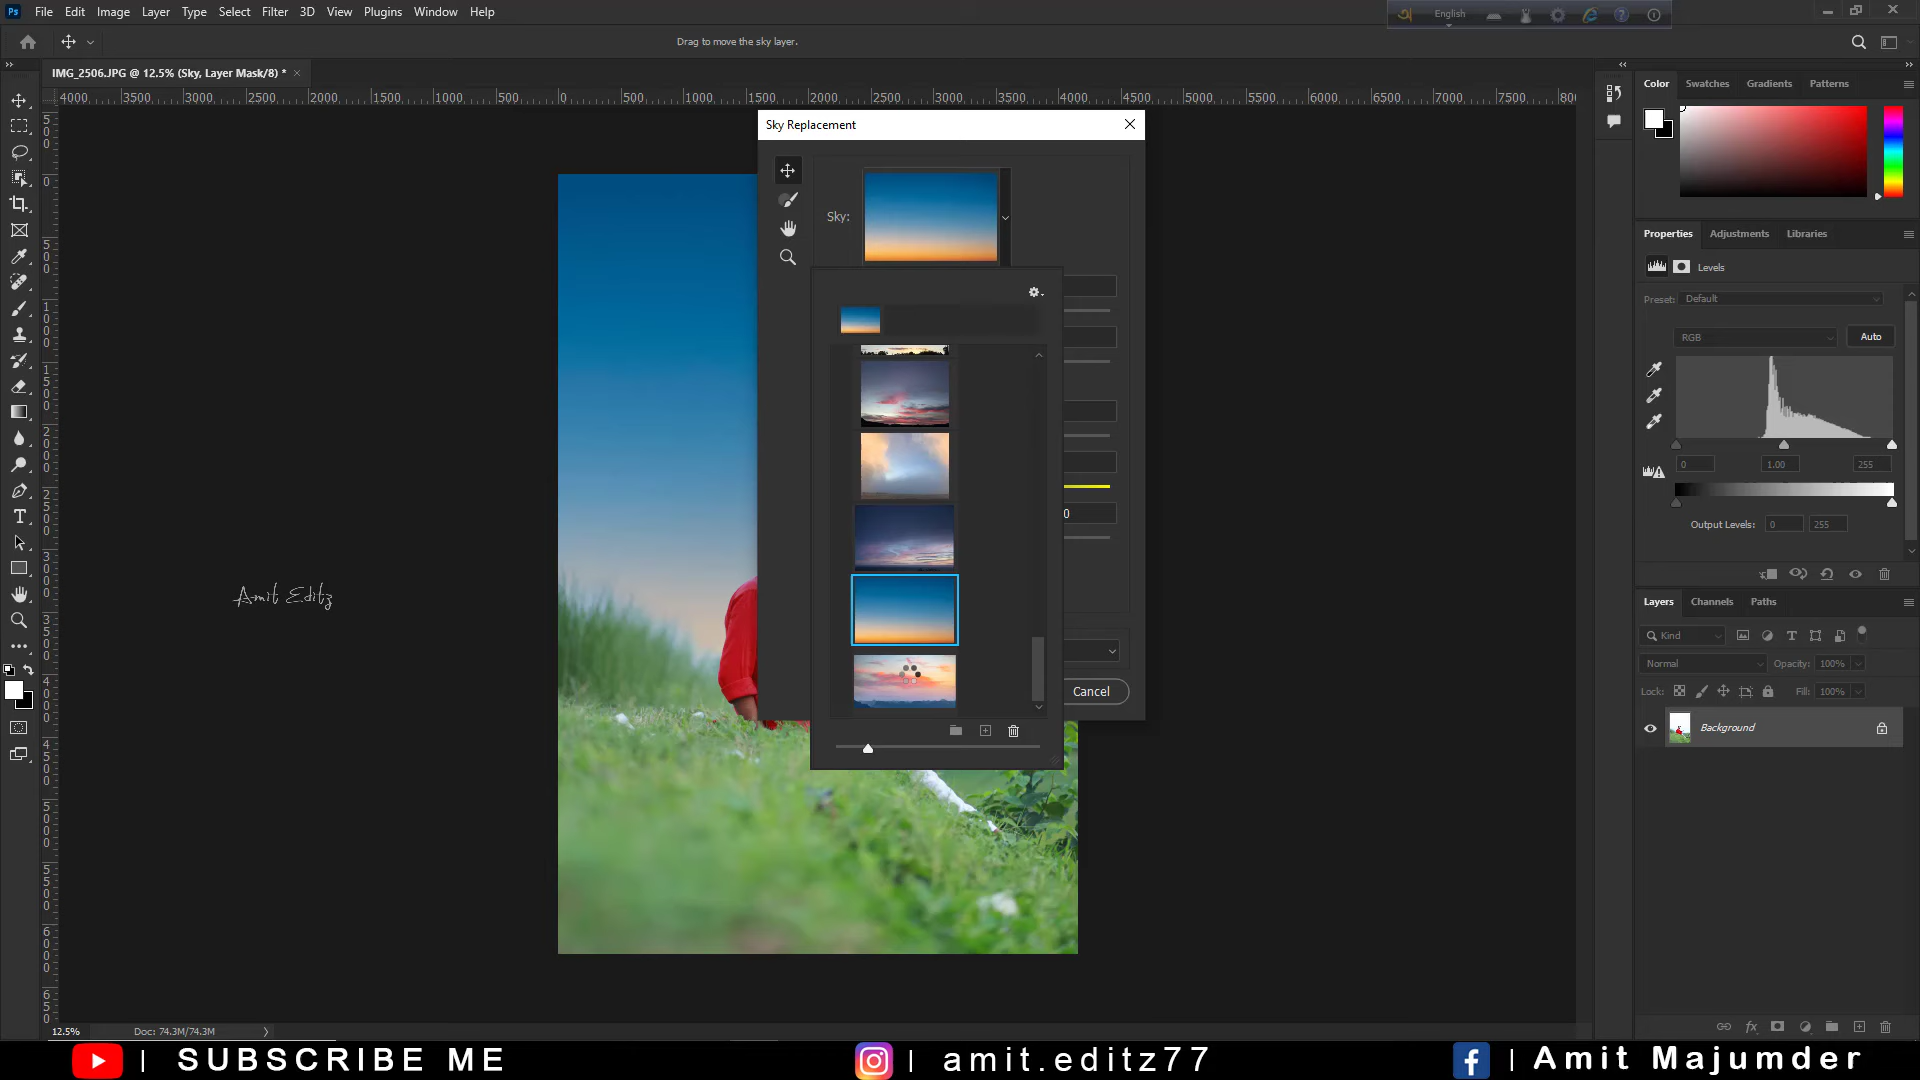 File Edit Image Layer Type Select Filter 3D View Plugins Window Help
English
Drag to move the sky layer.
IMG_2506.JPG @ 12.5% (Sky, Layer Mask/8) *
4000 3500 3000 2500 2000 1500 1000 500 0 500 1000 1500 2000 2500 3000 3500 4000 4500 5000 5500 6000 6500 7000 7500 800
Sky Replacement
Sky:
0
Cancel
Amit Editz
Color Swatches Gradients Patterns
Properties Adjustments Libraries
Levels
Preset: Default
RGB Auto
0 1.00 255
Output Levels: 0 255
Layers Channels Paths
Kind
Normal Opacity: 100%
Lock: Fill: 100%
Background
12.5% Doc: 74.3M/74.3M
| SUBSCRIBE ME | amit.editz77 | Amit Majumder